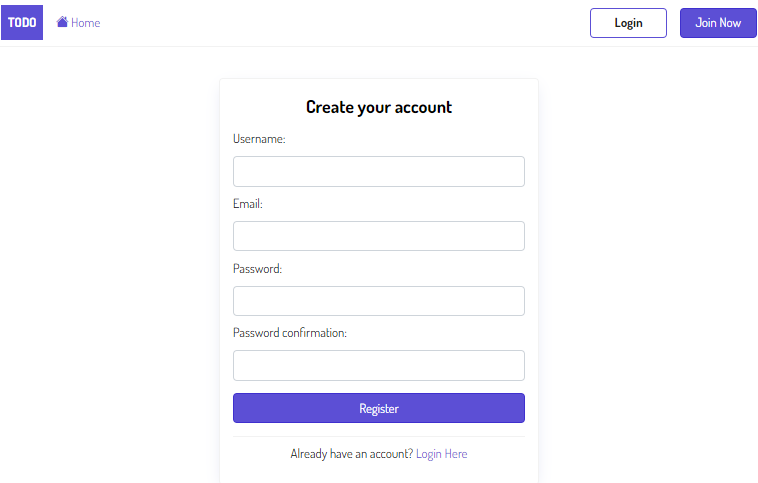 TODO Home Login Join Now
Create your account
Username:
Email:
Password:
Password confirmation:
Register
Already have an account? Login Here